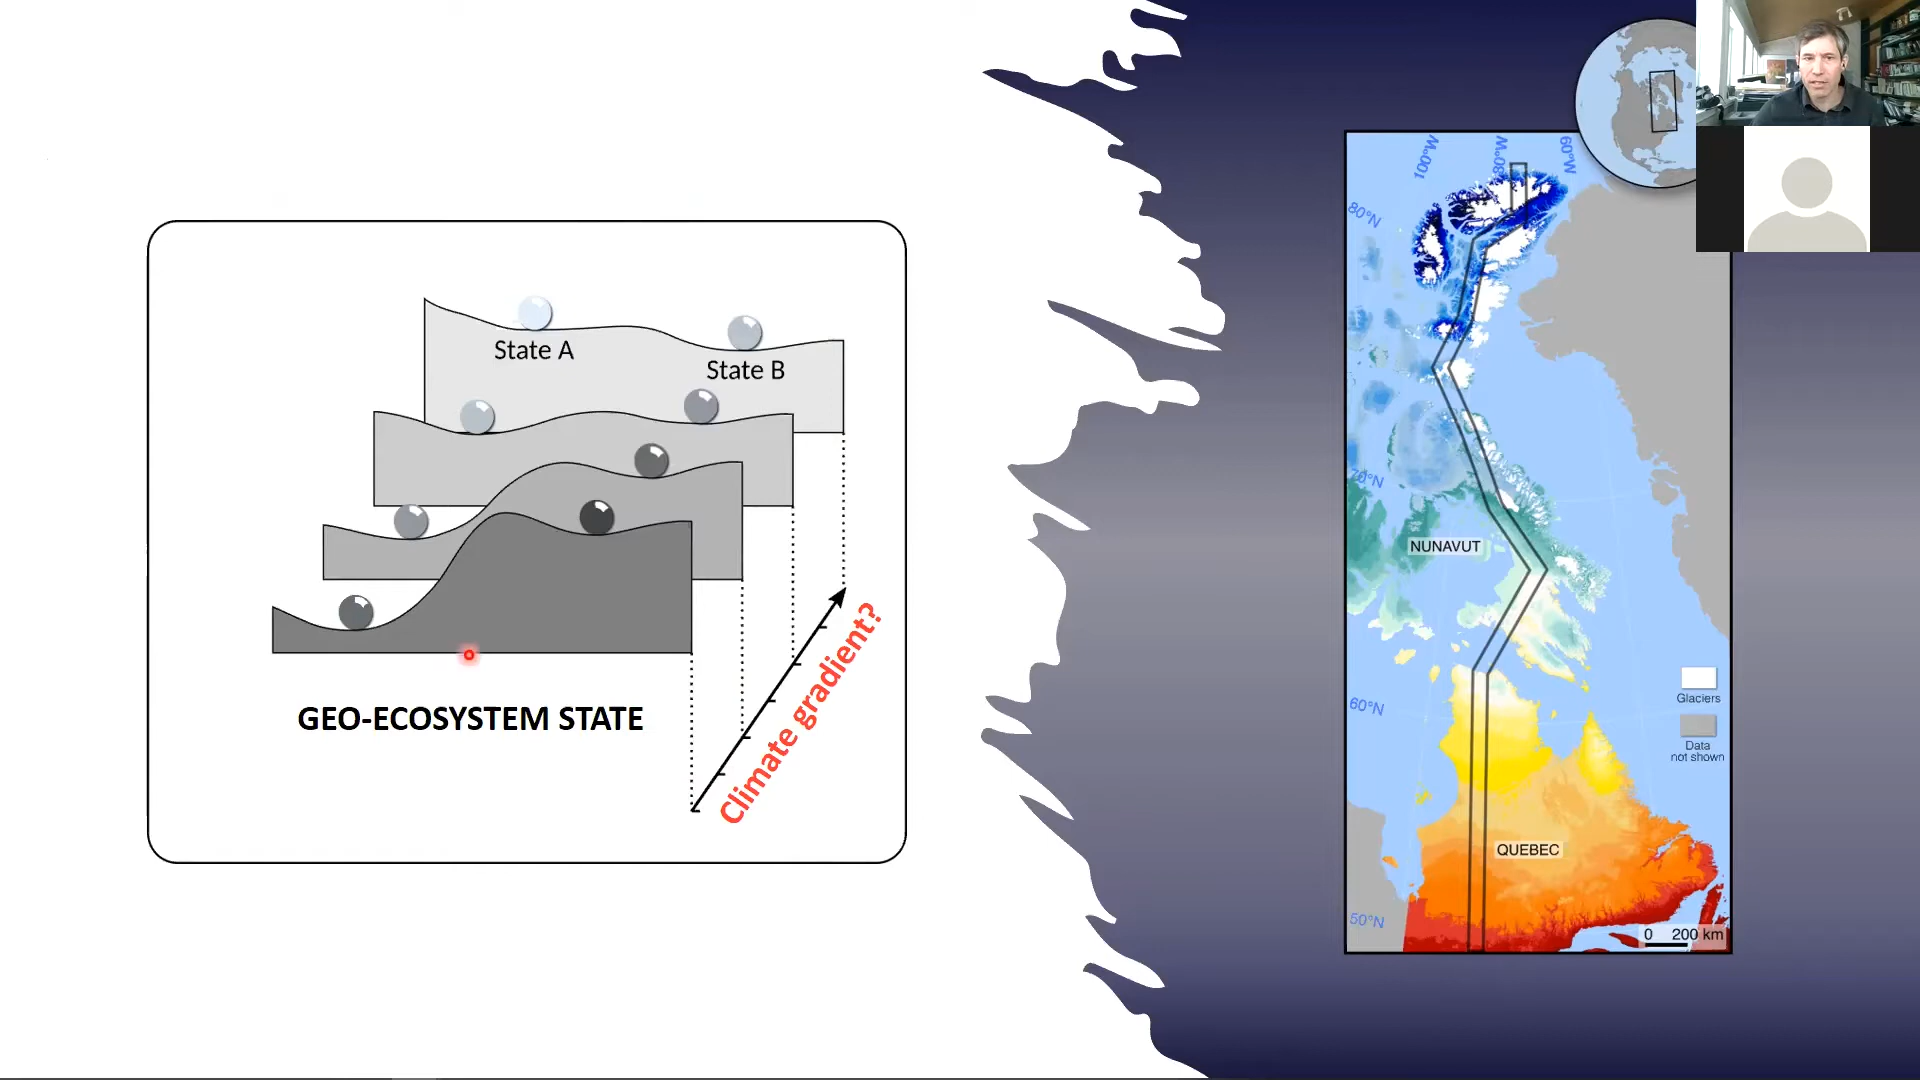 State A
State B
GEO-ECOSYSTEM STATE
Climate gradient?
100°W
80°W
60°W
80°N
70°N
NUNAVUT
60°N
Glaciers
Data
not shown
QUEBEC
50°N
0 200 km